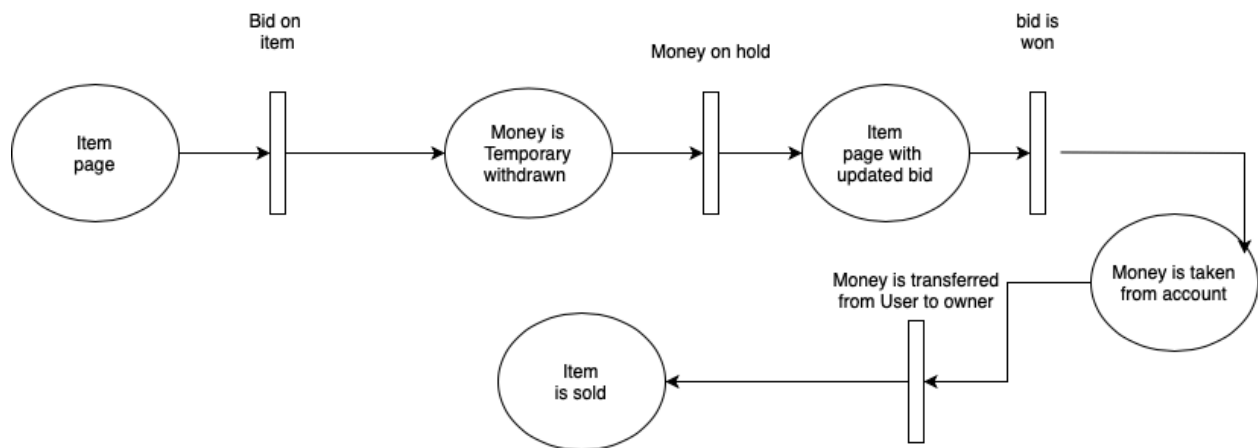 Bid on
item
Money on hold
bid is
won
Item
page
Money is
Temporary
withdrawn
Item
page with
updated bid
Money is taken
from account
Money is transferred
from User to owner
Item
is sold